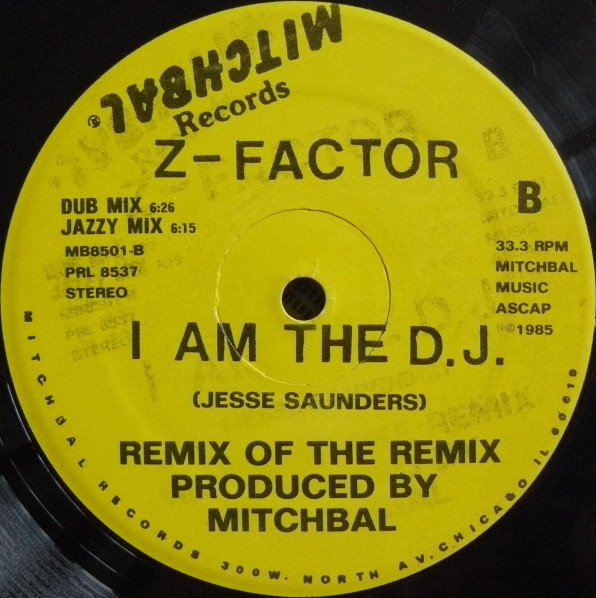 MITCHBAL®
Records
Z-FACTOR
DUB MIX 6:26
JAZZY MIX 6:15
MB8501-B
PRL 8537
STEREO
B
33.3 RPM
MITCHBAL
MUSIC
ASCAP
℗©1985
I AM THE D.J.
(JESSE SAUNDERS)
REMIX OF THE REMIX
PRODUCED BY
MITCHBAL
MITCHBAL RECORDS 300W. NORTH AV. CHICAGO IL 60610